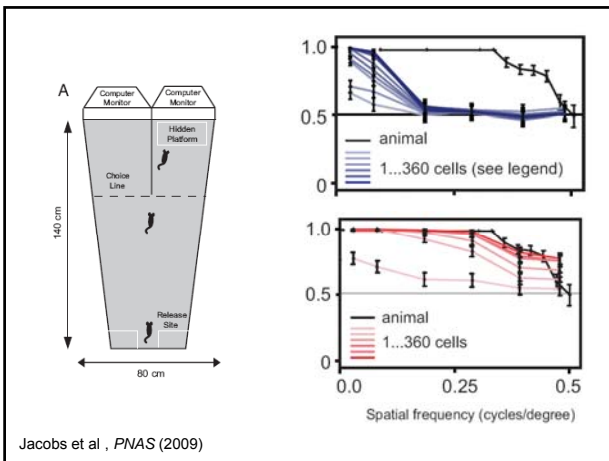 A
Computer
Monitor
Computer
Monitor
Hidden
Platform
Choice
Line
140 cm
Release
Site
80 cm
1.0
0.5
0
animal
1...360 cells (see legend)
1.0
0.5
0
animal
1...360 cells
0.0
0.25
0.5
Spatial frequency (cycles/degree)
Jacobs et al , PNAS (2009)